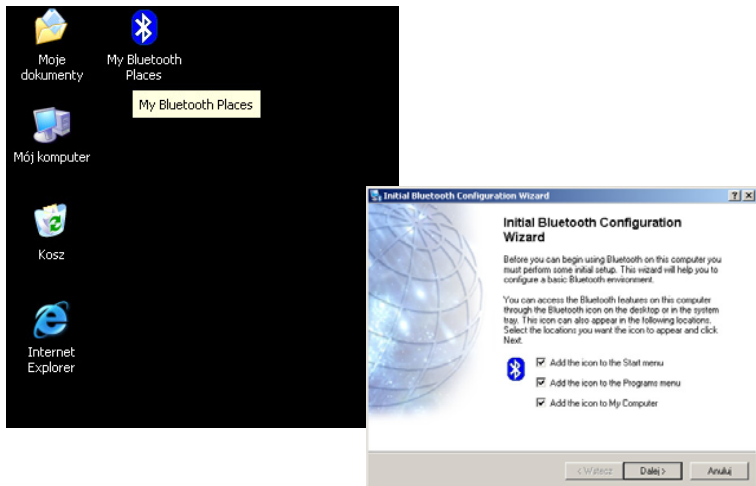 Moje
dokumenty
My Bluetooth
Places
My Bluetooth Places
Mój komputer
Kosz
Internet
Explorer
Initial Bluetooth Configuration Wizard
Initial Bluetooth Configuration
Wizard
Before you can begin using Bluetooth on this computer you
must perform some initial setup. This wizard will help you to
configure a basic Bluetooth environment.
You can access the Bluetooth features on this computer
through the Bluetooth icon on the desktop or in the system
tray. This icon can also appear in the following locations.
Select the locations you want the icon to appear and click
Next.
Add the icon to the Start menu
Add the icon to the Programs menu
Add the icon to My Computer
< Wstecz
Dalej >
Anuluj